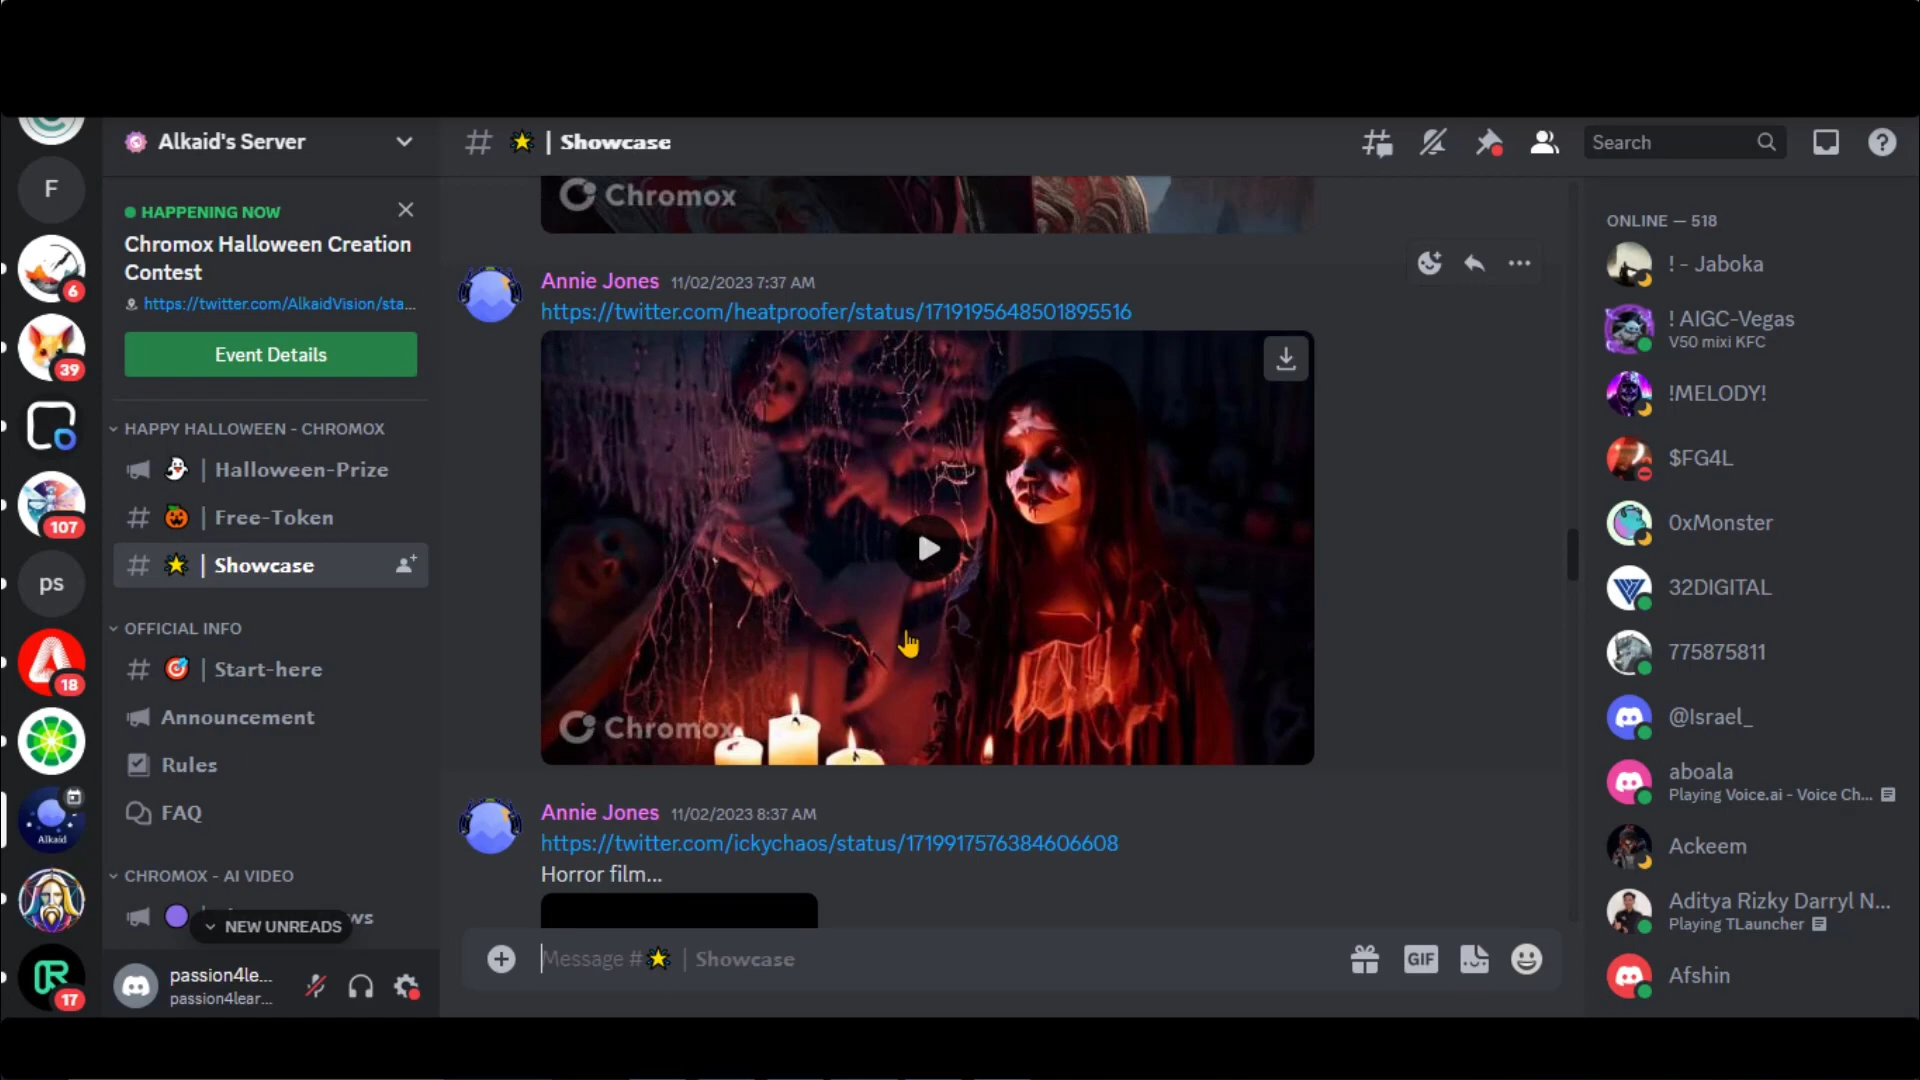 Alkaid's Server
# ⭐ | Showcase
Search
F
6
39
107
ps
18
Alkaid
17
HAPPENING NOW
Chromox Halloween Creation
Contest
https://twitter.com/AlkaidVision/sta...
Event Details
HAPPY HALLOWEEN - CHROMOX
👻 | Halloween-Prize
# 🎃 | Free-Token
# ⭐ | Showcase
OFFICIAL INFO
# 🎯 | Start-here
Announcement
Rules
FAQ
CHROMOX - AI VIDEO
NEW UNREADS
passion4le...
passion4lear...
Chromox
Annie Jones 11/02/2023 7:37 AM
https://twitter.com/heatproofer/status/1719195648501895516
Chromox
Annie Jones 11/02/2023 8:37 AM
https://twitter.com/ickychaos/status/1719917576384606608
Horror film...
Message #⭐ | Showcase
GIF
ONLINE — 518
! - Jaboka
! AIGC-Vegas
V50 mixi KFC
!MELODY!
$FG4L
0xMonster
32DIGITAL
775875811
@Israel_
aboala
Playing Voice.ai - Voice Ch...
Ackeem
Aditya Rizky Darryl N...
Playing TLauncher
Afshin